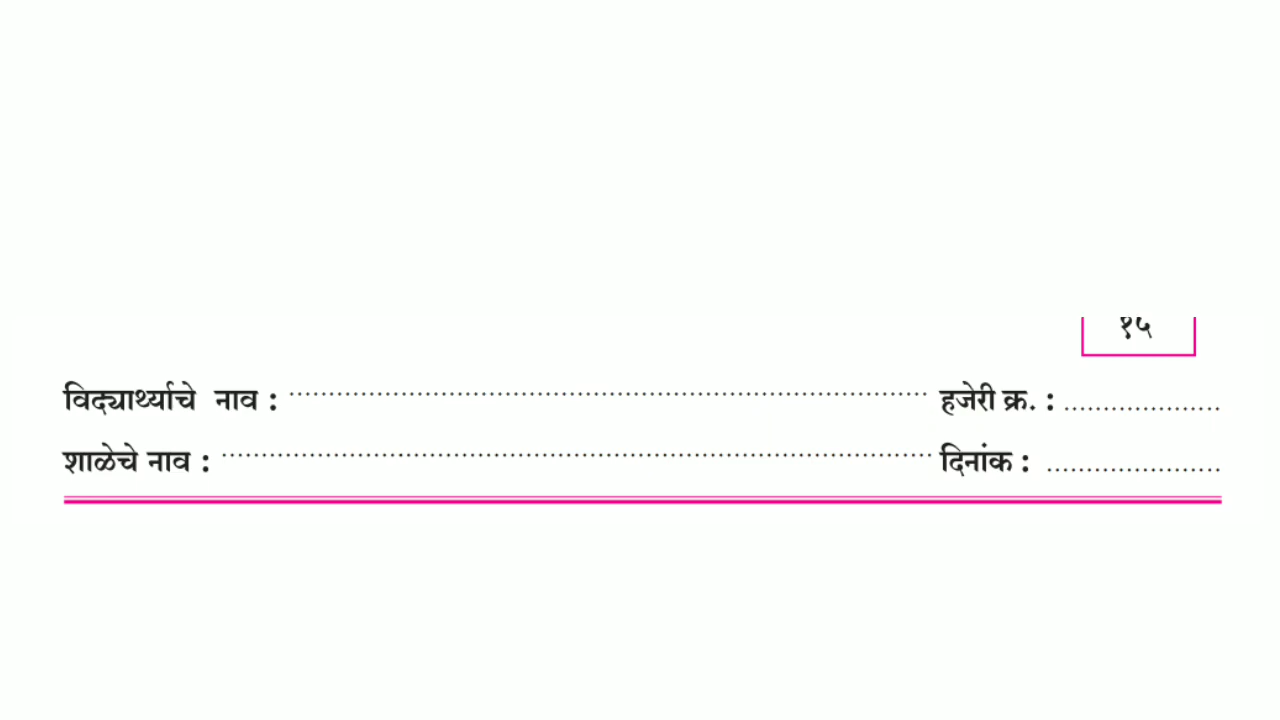 १५
विद्यार्थ्याचे नाव : ........................................ हजेरी क्र. : ....................
शाळेचे नाव : ........................................ दिनांक : ....................